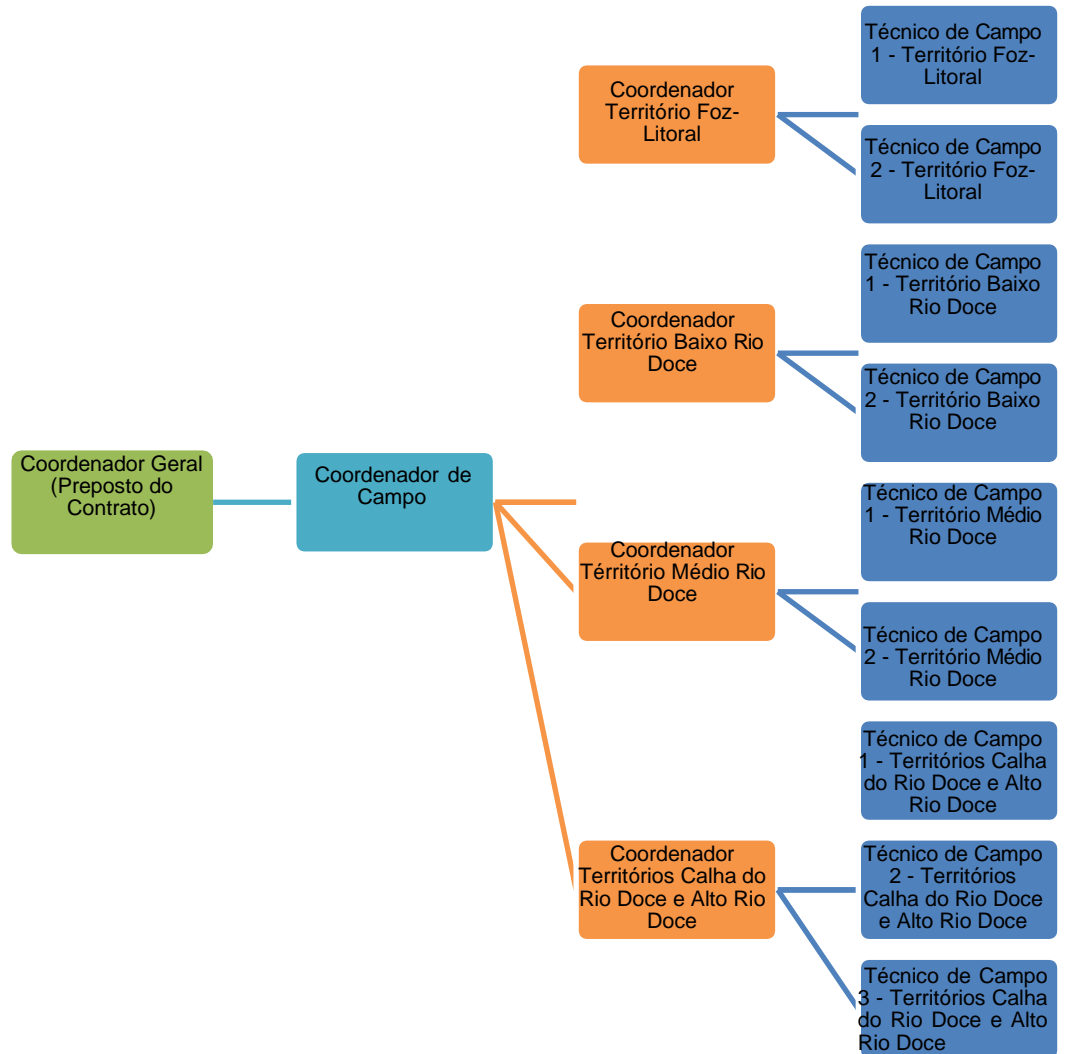 Coordenador Geral
(Preposto do
Contrato)
Coordenador de
Campo
Coordenador
Território Foz-
Litoral
Técnico de Campo
1 - Território Foz-
Litoral
Técnico de Campo
2 - Território Foz-
Litoral
Coordenador
Território Baixo Rio
Doce
Técnico de Campo
1 - Território Baixo
Rio Doce
Técnico de Campo
2 - Território Baixo
Rio Doce
Coordenador
Térritório Médio Rio
Doce
Técnico de Campo
1 - Território Médio
Rio Doce
Técnico de Campo
2 - Território Médio
Rio Doce
Coordenador
Territórios Calha do
Rio Doce e Alto Rio
Doce
Técnico de Campo
1 - Territórios Calha
do Rio Doce e Alto
Rio Doce
Técnico de Campo
2 - Territórios
Calha do Rio Doce
e Alto Rio Doce
Técnico de Campo
3 - Territórios Calha
do Rio Doce e Alto
Rio Doce